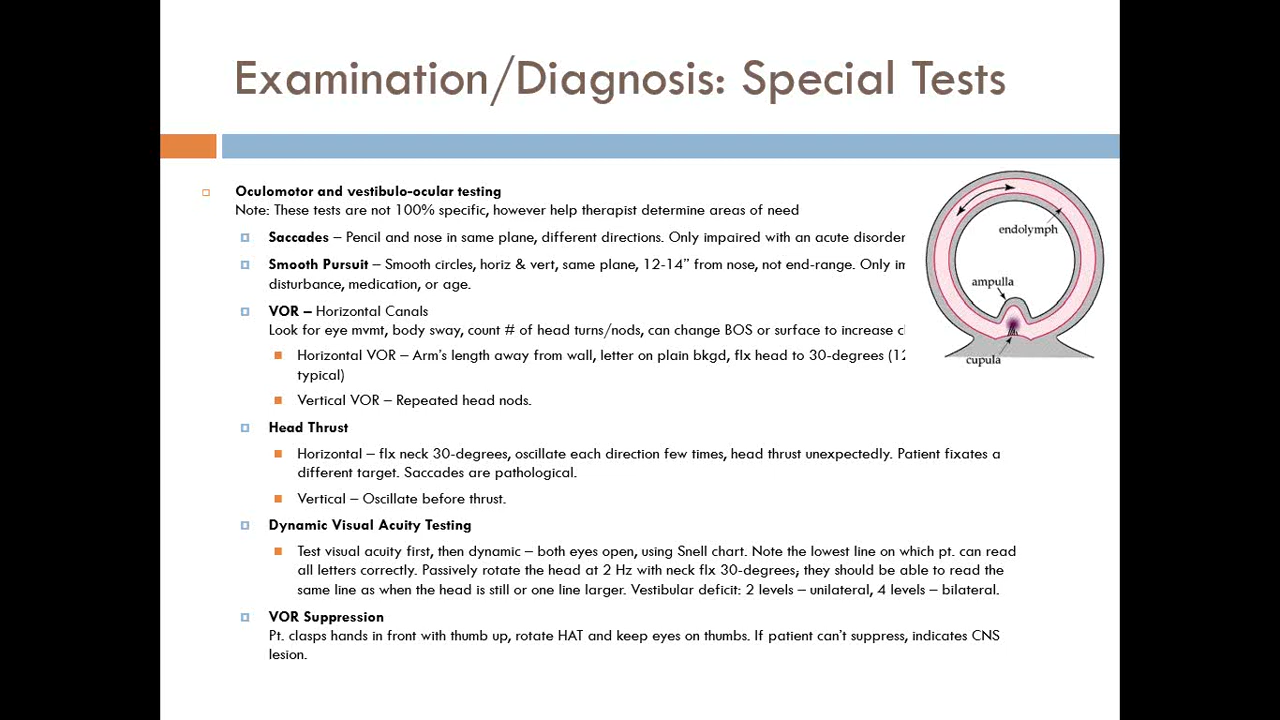 Examination/Diagnosis: Special Tests
Oculomotor and vestibulo-ocular testing
Note: These tests are not 100% specific, however help therapist determine areas of need
Saccades – Pencil and nose in same plane, different directions. Only impaired with an acute disorder
Smooth Pursuit – Smooth circles, horiz & vert, same plane, 12-14” from nose, not end-range. Only
disturbance, medication, or age.
VOR – Horizontal Canals
Look for eye mvmt, body sway, count # of head turns/nods, can change BOS or surface to increase
Horizontal VOR – Arm’s length away from wall, letter on plain bkgd, flx head to 30-degrees
typical)
Vertical VOR – Repeated head nods.
Head Thrust
Horizontal – flx neck 30-degrees, oscillate each direction few times, head thrust unexpectedly. Patient fixates a
different target. Saccades are pathological.
Vertical – Oscillate before thrust.
Dynamic Visual Acuity Testing
Test visual acuity first, then dynamic – both eyes open, using Snell chart. Note the lowest line on which pt. can read
all letters correctly. Passively rotate the head at 2 Hz with neck flx 30-degrees; they should be able to read the
same line as when the head is still or one line larger. Vestibular deficit: 2 levels – unilateral, 4 levels – bilateral.
VOR Suppression
Pt. clasps hands in front with thumb up, rotate HAT and keep eyes on thumbs. If patient can’t suppress, indicates CNS
lesion.
endolymph
ampulla
cupula